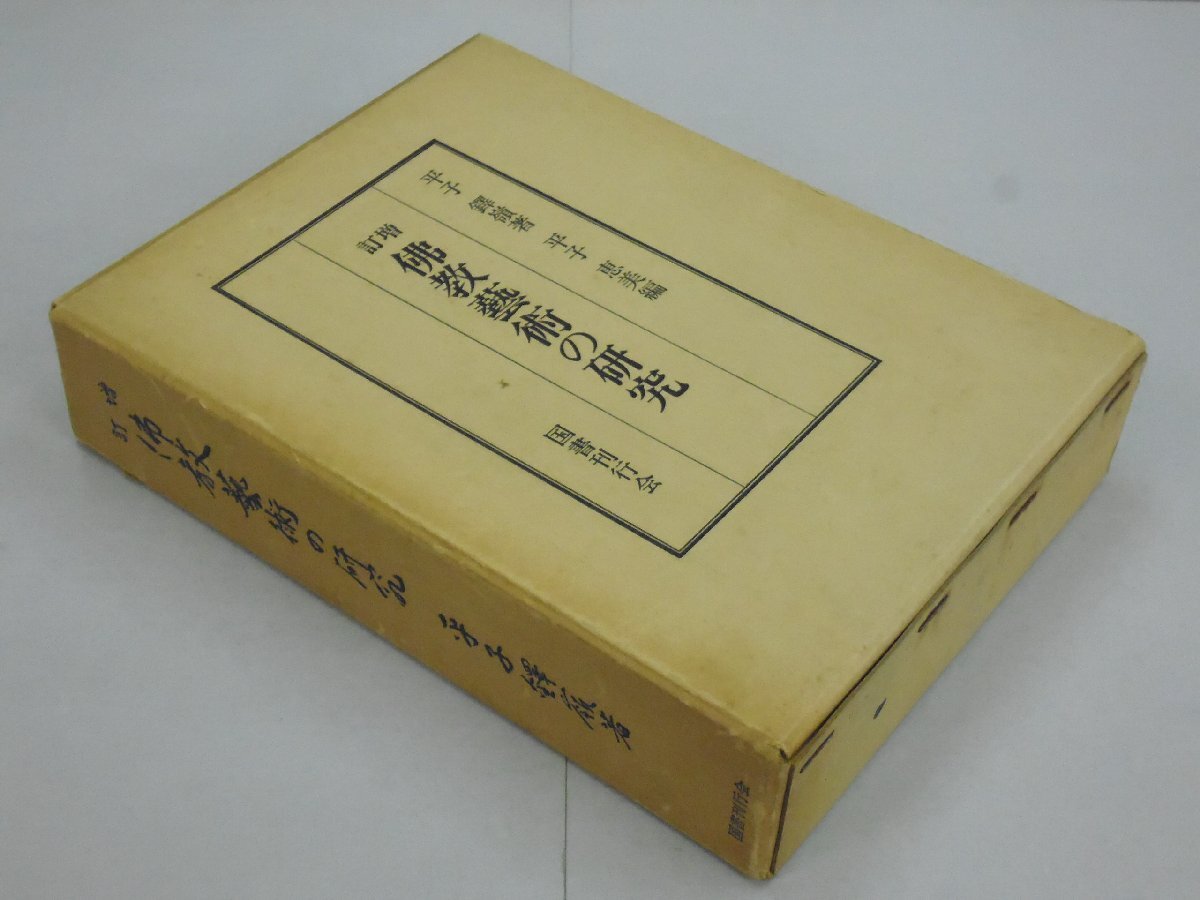 平子 鐸嶺著 平子 恵美編
増訂 佛教藝術の研究
国書刊行会
増訂 佛教藝術の研究 平子鐸嶺著
国書刊行会